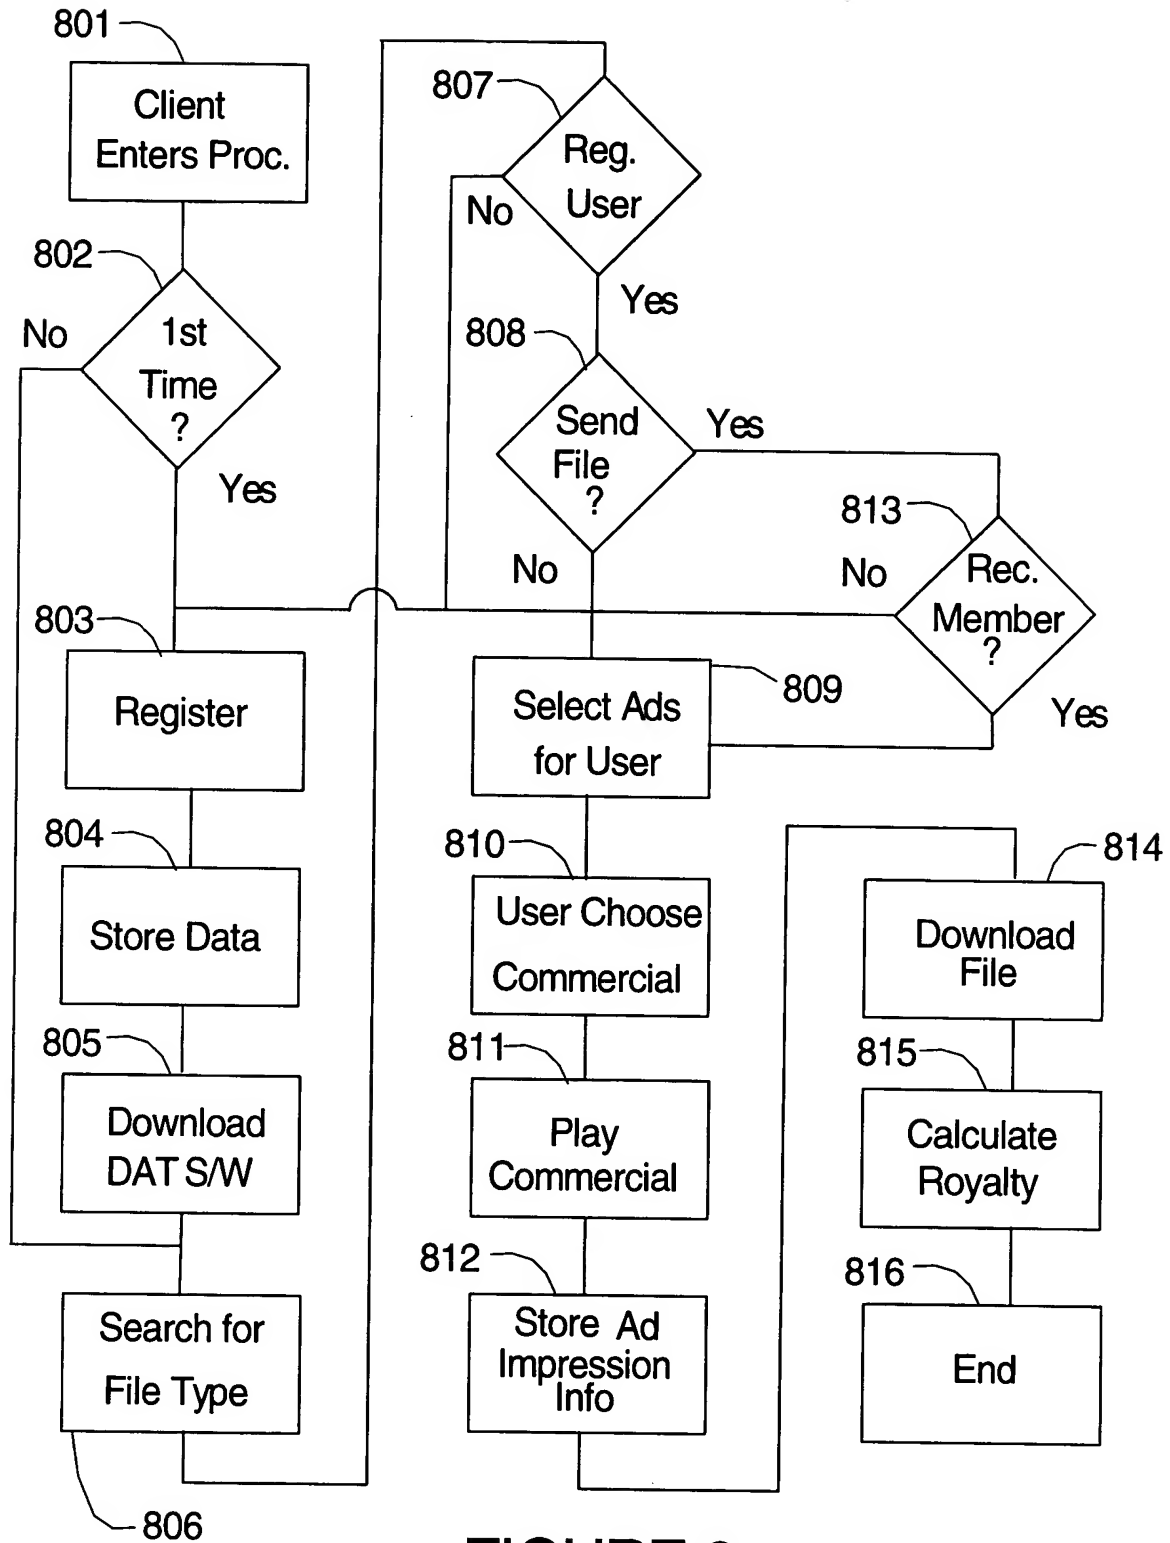 801
Client
Enters Proc.
802
No
1st
Time
?
Yes
803
Register
804
Store Data
805
Download
DAT S/W
Search for
File Type
806
807
Reg.
User
No
Yes
808
Send
File
?
Yes
No
813
No
Rec.
Member
?
Yes
809
Select Ads
for User
810
User Choose
Commercial
811
Play
Commercial
812
Store Ad
Impression
Info
814
Download
File
815
Calculate
Royalty
816
End